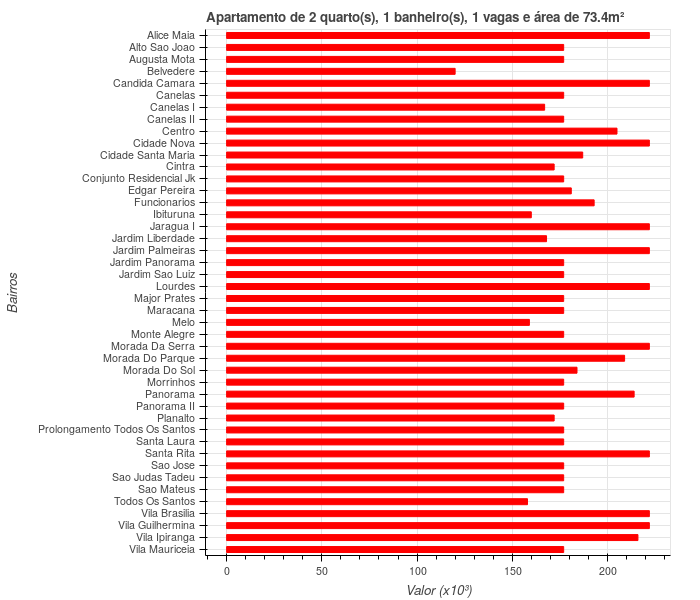 Apartamento de 2 quarto(s), 1 banheiro(s), 1 vagas e área de 73.4m²
Alice Maia
Alto Sao Joao
Augusta Mota
Belvedere
Candida Camara
Canelas
Canelas I
Canelas II
Centro
Cidade Nova
Cidade Santa Maria
Cintra
Conjunto Residencial Jk
Edgar Pereira
Funcionarios
Ibituruna
Jaragua I
Jardim Liberdade
Jardim Palmeiras
Jardim Panorama
Jardim Sao Luiz
Lourdes
Major Prates
Maracana
Melo
Monte Alegre
Morada Da Serra
Morada Do Parque
Morada Do Sol
Morrinhos
Panorama
Panorama II
Planalto
Prolongamento Todos Os Santos
Santa Laura
Santa Rita
Sao Jose
Sao Judas Tadeu
Sao Mateus
Todos Os Santos
Vila Brasilia
Vila Guilhermina
Vila Ipiranga
Vila Mauriceia
Bairros
0 50 100 150 200
Valor (x10³)